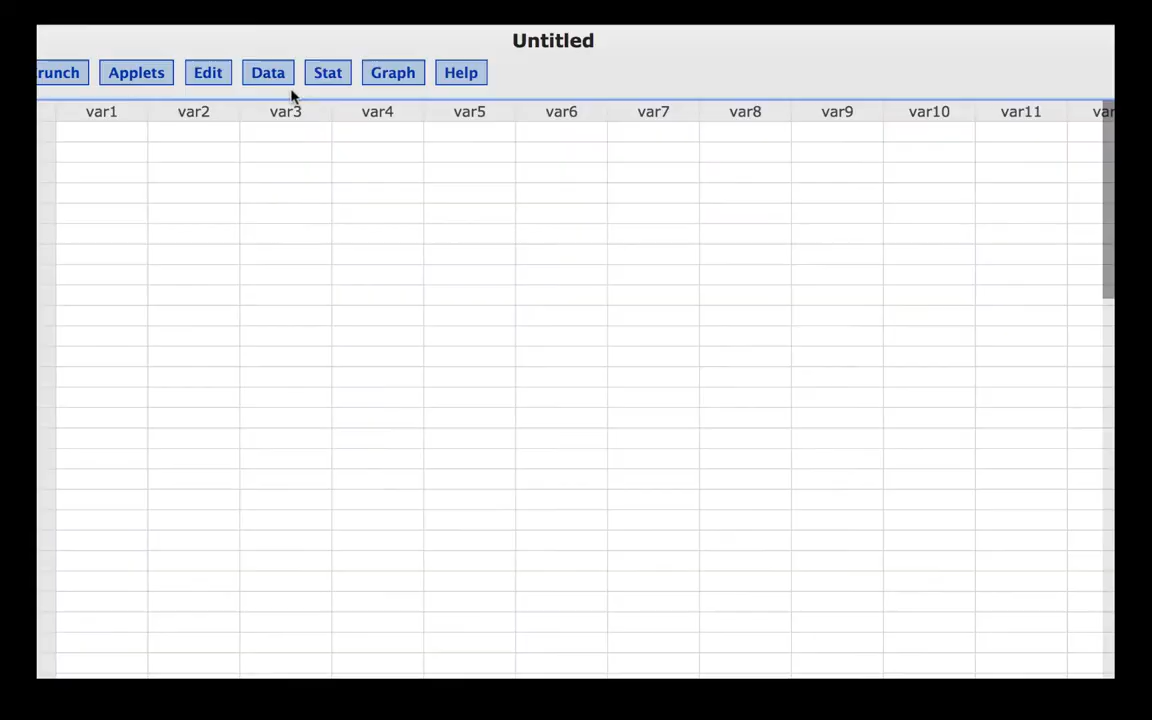 Untitled
runch Applets Edit Data Stat Graph Help
var1 var2 var3 var4 var5 var6 var7 var8 var9 var10 var11 var